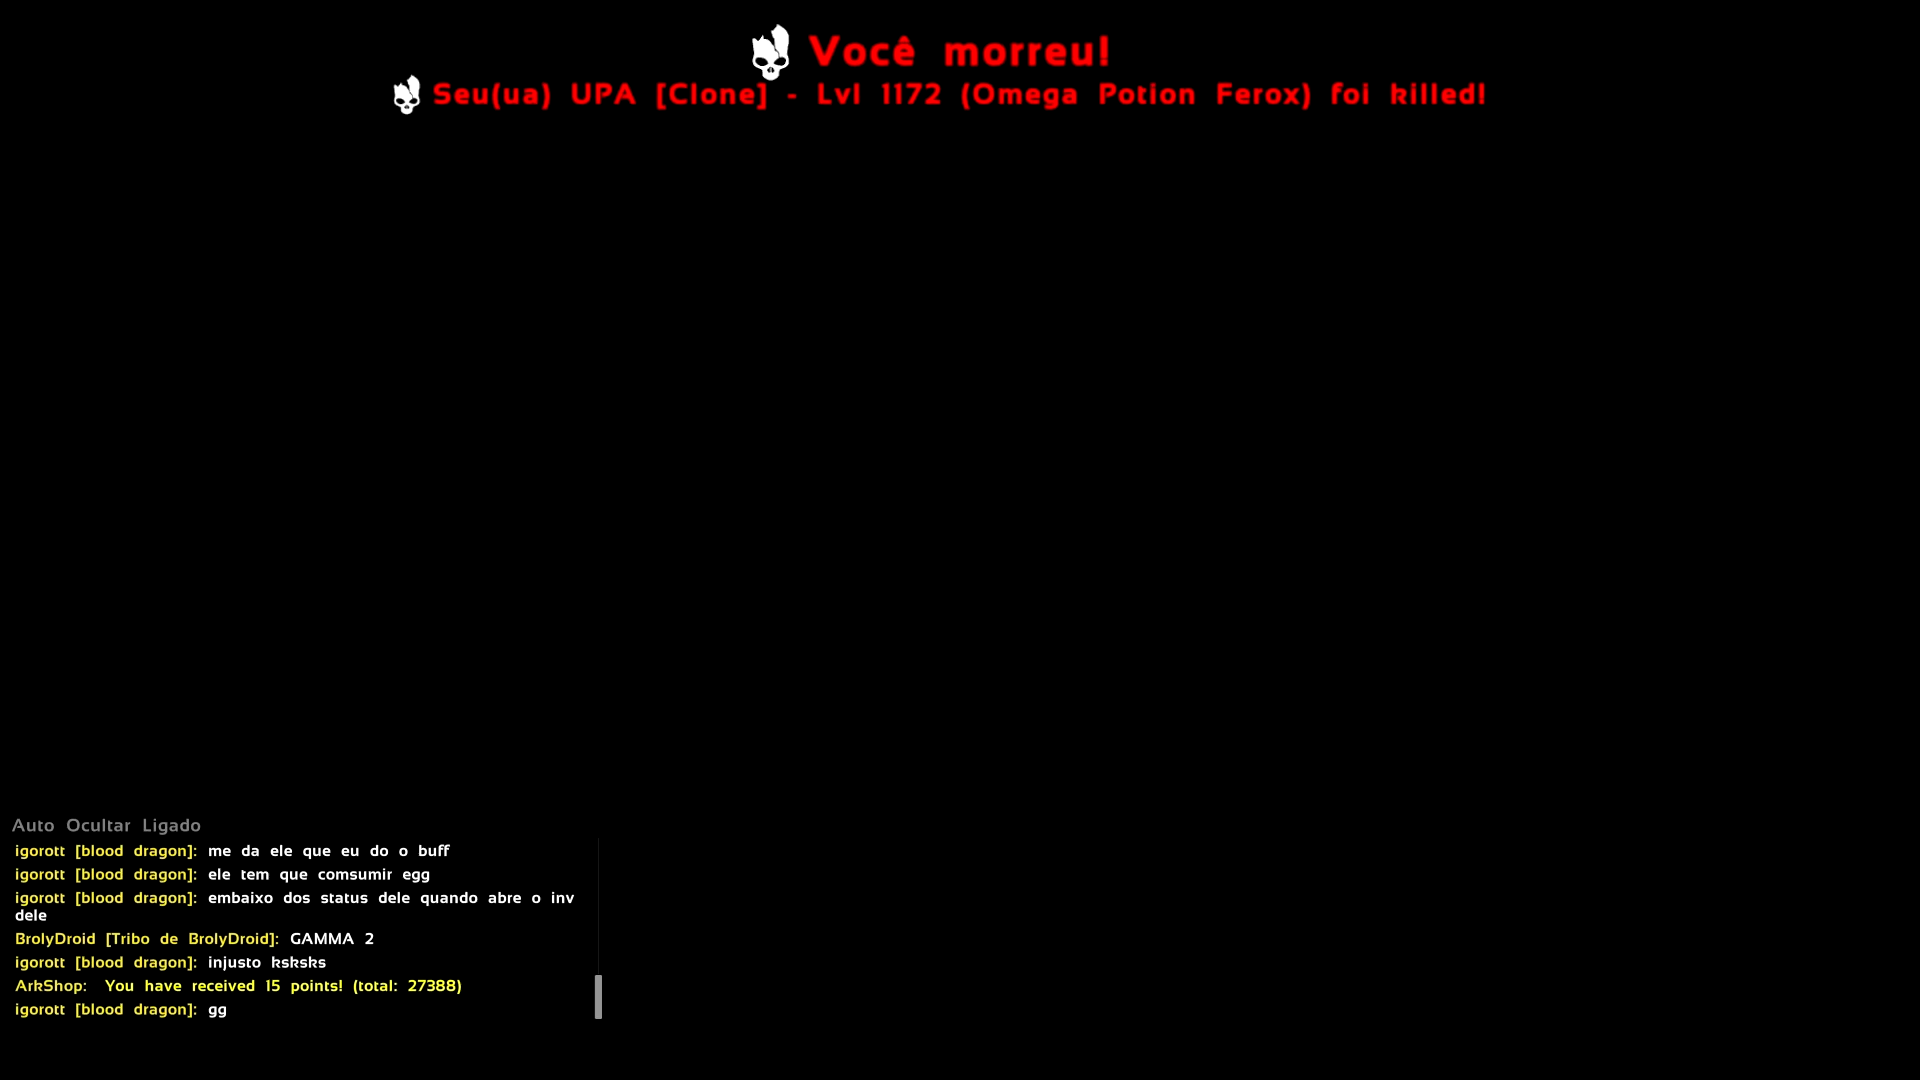 Você morreu!
Seu(ua) UPA [Clone] - Lvl 1172 (Omega Potion Ferox) foi killed!
Auto Ocultar Ligado
igorott [blood dragon]: me da ele que eu do o buff
igorott [blood dragon]: ele tem que comsumir egg
igorott [blood dragon]: embaixo dos status dele quando abre o inv
dele
BrolyDroid [Tribo de BrolyDroid]: GAMMA 2
igorott [blood dragon]: injusto ksksks
ArkShop: You have received 15 points! (total: 27388)
igorott [blood dragon]: gg